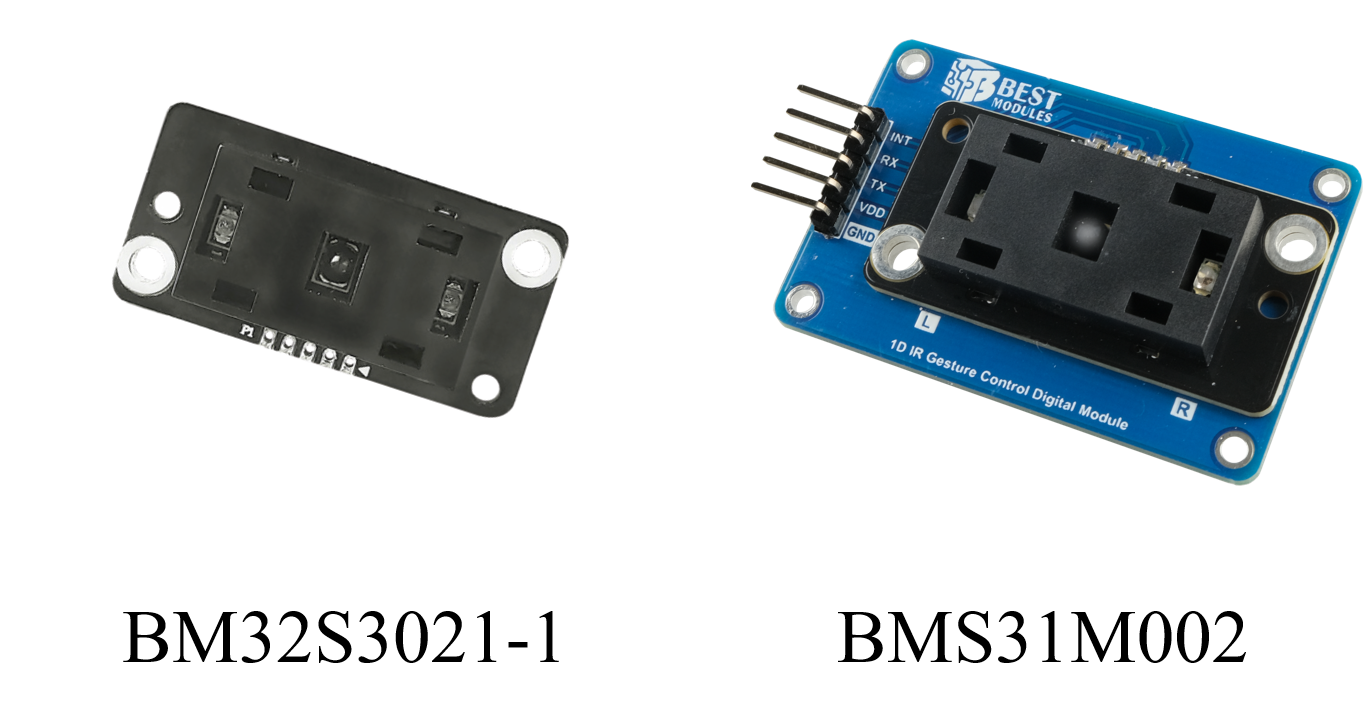 P1
BEST
MODULES
INT
RX
TX
VDD
GND
L
1D IR Gesture Control Digital Module
R
BM32S3021-1
BMS31M002